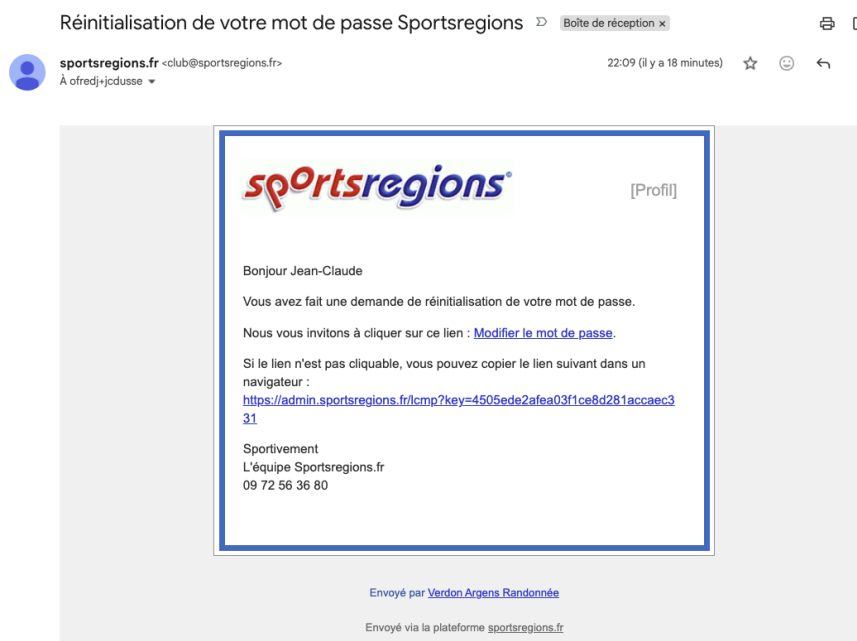 Réinitialisation de votre mot de passe Sportsregions Boîte de réception ×
sportsregions.fr <club@sportsregions.fr> 22:09 (il y a 18 minutes)
À ofredj+jcdusse
sportsregions
[Profil]
Bonjour Jean-Claude
Vous avez fait une demande de réinitialisation de votre mot de passe.
Nous vous invitons à cliquer sur ce lien : Modifier le mot de passe.
Si le lien n'est pas cliquable, vous pouvez copier le lien suivant dans un
navigateur :
https://admin.sportsregions.fr/lcmp?key=4505ede2afea03f1ce8d281accaec3
31
Sportivement
L'équipe Sportsregions.fr
09 72 56 36 80
Envoyé par Verdon Argens Randonnée
Envoyé via la plateforme sportsregions.fr